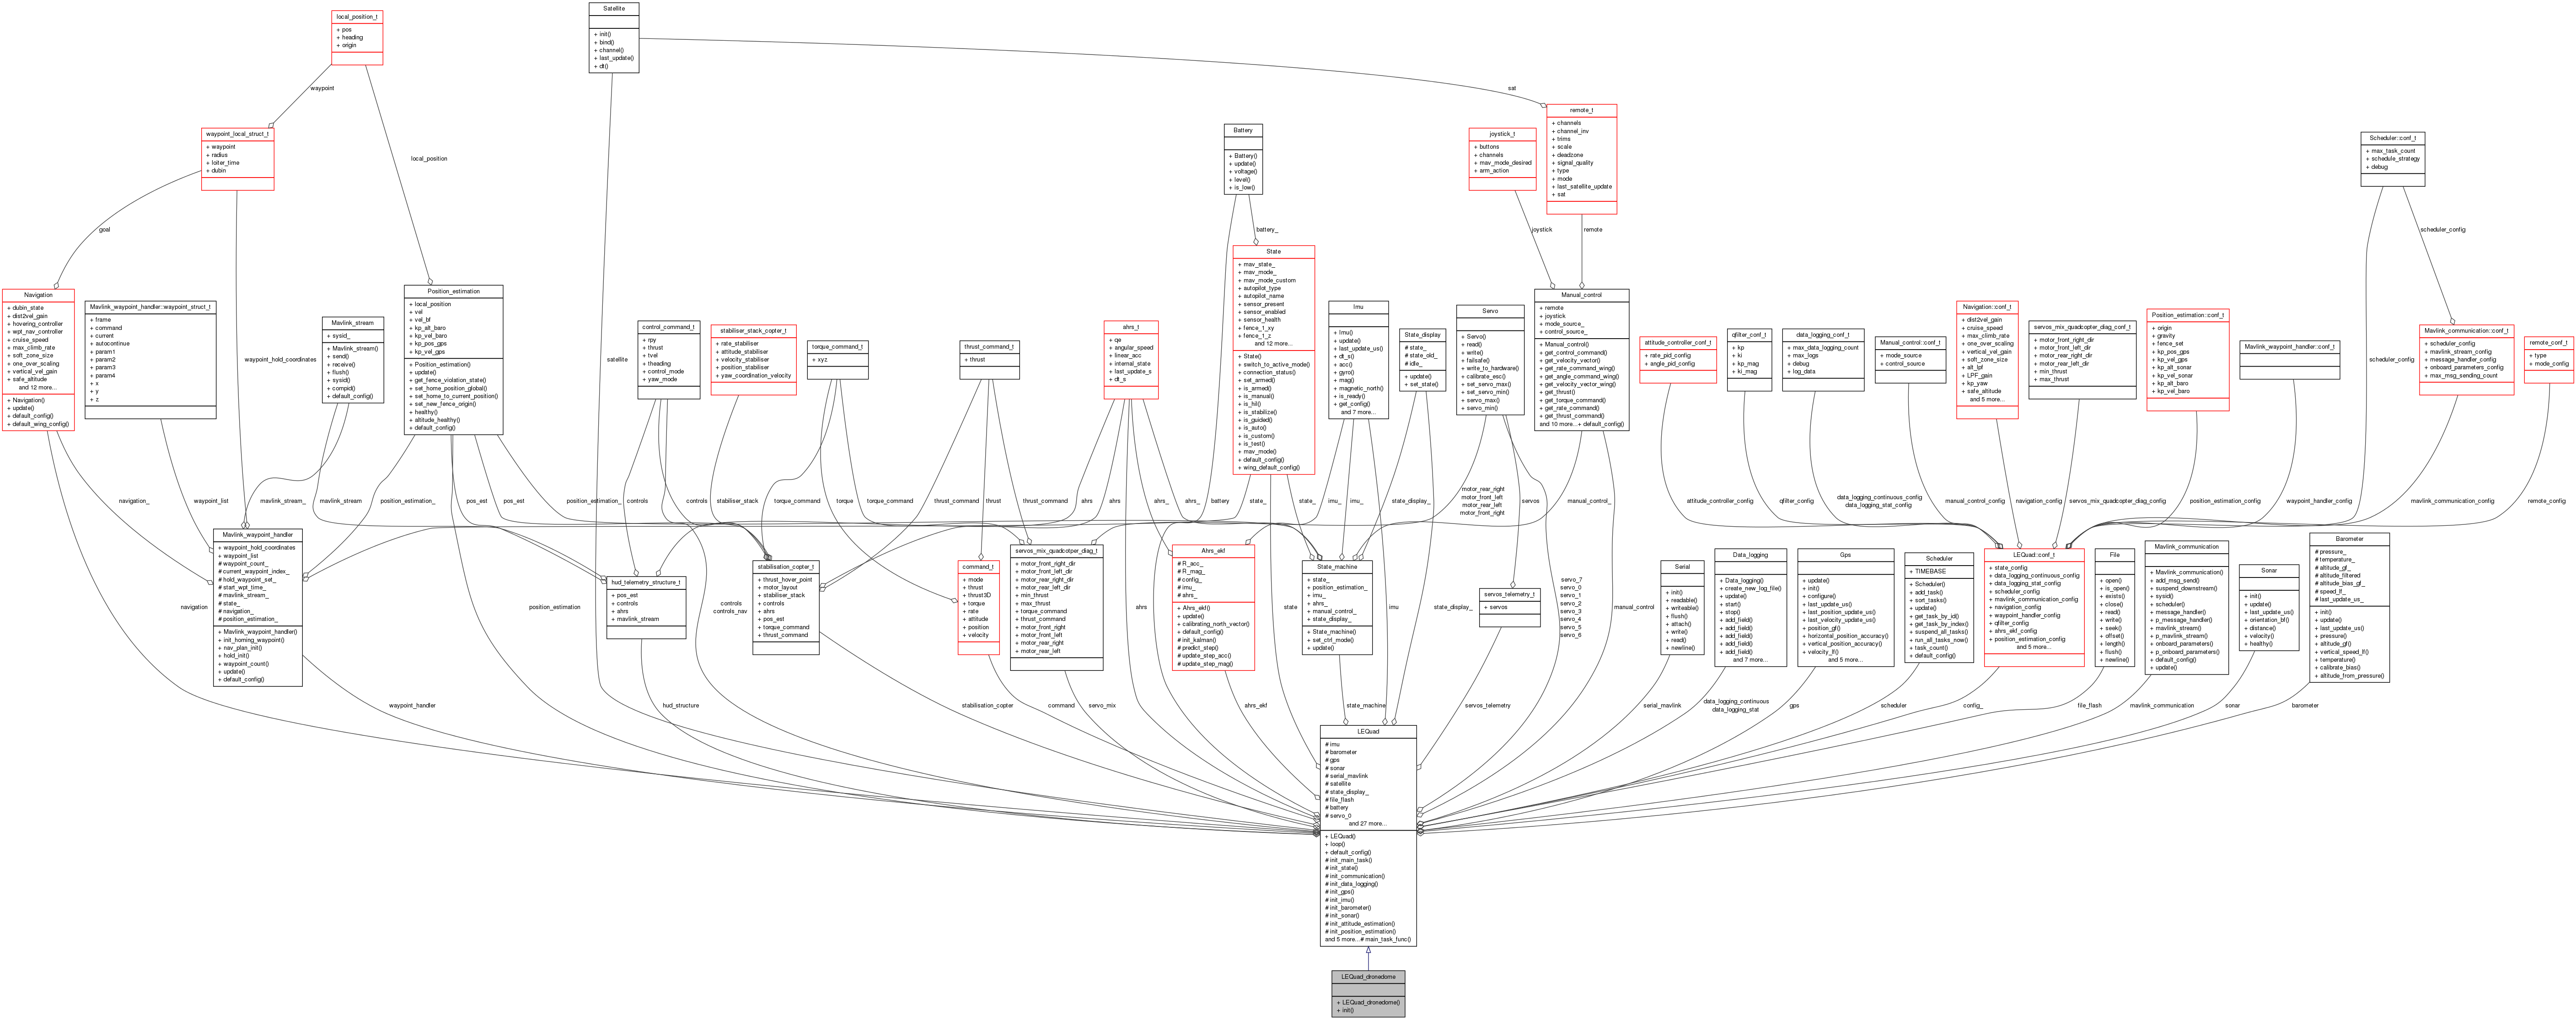 Satellite
+ init()
+ bind()
+ channel()
+ last_update()
+ dt()
local_position_t
+ pos
+ heading
+ origin
waypoint
sat
remote_t
+ channels
+ channel_inv
+ trims
+ scale
+ deadzone
+ signal_quality
+ type
+ mode
+ last_satellite_update
+ sat
waypoint_local_struct_t
+ waypoint
+ radius
+ loiter_time
+ dubin
local_position
Battery
+ Battery()
+ update()
+ voltage()
+ level()
+ is_low()
joystick_t
+ buttons
+ channels
+ mav_mode_desired
+ arm_action
Scheduler::conf_t
+ max_task_count
+ schedule_strategy
+ debug
goal
battery_
joystick
remote
scheduler_config
Navigation
+ dubin_state
+ dist2vel_gain
+ hovering_controller
+ wpt_nav_controller
+ cruise_speed
+ max_climb_rate
+ soft_zone_size
+ one_over_scaling
+ vertical_vel_gain
+ safe_altitude
and 12 more...
+ Navigation()
+ update()
+ default_config()
+ default_wing_config()
Mavlink_waypoint_handler::waypoint_struct_t
+ frame
+ command
+ current
+ autocontinue
+ param1
+ param2
+ param3
+ param4
+ x
+ y
+ z
waypoint_hold_coordinates
Mavlink_stream
+ sysid_
+ Mavlink_stream()
+ send()
+ receive()
+ flush()
+ sysid()
+ compid()
+ default_config()
Position_estimation
+ local_position
+ vel
+ vel_bf
+ kp_alt_baro
+ kp_vel_baro
+ kp_pos_gps
+ kp_vel_gps
+ Position_estimation()
+ update()
+ get_fence_violation_state()
+ set_home_position_global()
+ set_home_to_current_position()
+ set_new_fence_origin()
+ healthy()
+ altitude_healthy()
+ default_config()
satellite
control_command_t
+ rpy
+ thrust
+ tvel
+ theading
+ control_mode
+ yaw_mode
stabiliser_stack_copter_t
+ rate_stabiliser
+ attitude_stabiliser
+ velocity_stabiliser
+ position_stabiliser
+ yaw_coordination_velocity
torque_command_t
+ xyz
thrust_command_t
+ thrust
ahrs_t
+ qe
+ angular_speed
+ linear_acc
+ internal_state
+ last_update_s
+ dt_s
State
+ mav_state_
+ mav_mode_
+ mav_mode_custom
+ autopilot_type
+ autopilot_name
+ sensor_present
+ sensor_enabled
+ sensor_health
+ fence_1_xy
+ fence_1_z
and 12 more...
+ State()
+ switch_to_active_mode()
+ connection_status()
+ set_armed()
+ is_armed()
+ is_manual()
+ is_hil()
+ is_stabilize()
+ is_guided()
+ is_auto()
+ is_custom()
+ is_test()
+ mav_mode()
+ default_config()
+ wing_default_config()
Imu
+ Imu()
+ update()
+ last_update_us()
+ dt_s()
+ acc()
+ gyro()
+ mag()
+ magnetic_north()
+ is_ready()
+ get_config()
and 7 more...
State_display
# state_
# state_old_
# idle_
+ update()
+ set_state()
Servo
+ Servo()
+ read()
+ write()
+ failsafe()
+ write_to_hardware()
+ calibrate_esc()
+ set_servo_max()
+ set_servo_min()
+ servo_max()
+ servo_min()
Manual_control
+ remote
+ joystick
+ mode_source_
+ control_source_
+ Manual_control()
+ get_control_command()
+ get_velocity_vector()
+ get_rate_command_wing()
+ get_angle_command_wing()
+ get_velocity_vector_wing()
+ get_thrust()
+ get_torque_command()
+ get_rate_command()
+ get_thrust_command()
and 10 more...+ default_config()
attitude_controller_conf_t
+ rate_pid_config
+ angle_pid_config
qfilter_conf_t
+ kp
+ ki
+ kp_mag
+ ki_mag
data_logging_conf_t
+ max_data_logging_count
+ max_logs
+ debug
+ log_data
Manual_control::conf_t
+ mode_source
+ control_source
Navigation::conf_t
+ dist2vel_gain
+ cruise_speed
+ max_climb_rate
+ one_over_scaling
+ vertical_vel_gain
+ soft_zone_size
+ alt_lpf
+ LPF_gain
+ kp_yaw
+ safe_altitude
and 5 more...
servos_mix_quadcopter_diag_conf_t
+ motor_front_right_dir
+ motor_front_left_dir
+ motor_rear_right_dir
+ motor_rear_left_dir
+ min_thrust
+ max_thrust
Position_estimation::conf_t
+ origin
+ gravity
+ fence_set
+ kp_pos_gps
+ kp_vel_gps
+ kp_alt_sonar
+ kp_vel_sonar
+ kp_alt_baro
+ kp_vel_baro
Mavlink_waypoint_handler::conf_t
scheduler_config
Mavlink_communication::conf_t
+ scheduler_config
+ mavlink_stream_config
+ message_handler_config
+ onboard_parameters_config
+ max_msg_sending_count
remote_conf_t
+ type
+ mode_config
navigation_
waypoint_list
mavlink_stream_
mavlink_stream
position_estimation_
pos_est
pos_est
position_estimation_
controls
controls
stabiliser_stack
torque_command
torque
torque_command
thrust_command
thrust
thrust_command
ahrs
ahrs
ahrs_
ahrs_
battery
state_
state_
imu_
imu_
state_display_
motor_rear_right
motor_front_left
motor_rear_left
motor_front_right
servos
manual_control_
attitude_controller_config
qfilter_config
data_logging_continuous_config
data_logging_stat_config
manual_control_config
navigation_config
servos_mix_quadcopter_diag_config
position_estimation_config
waypoint_handler_config
mavlink_communication_config
remote_config
Mavlink_waypoint_handler
+ waypoint_hold_coordinates
+ waypoint_list
# waypoint_count_
# current_waypoint_index_
# hold_waypoint_set_
# start_wpt_time_
# mavlink_stream_
# state_
# navigation_
# position_estimation_
+ Mavlink_waypoint_handler()
+ init_homing_waypoint()
+ nav_plan_init()
+ hold_init()
+ waypoint_count()
+ update()
+ default_config()
hud_telemetry_structure_t
+ pos_est
+ controls
+ ahrs
+ mavlink_stream
stabilisation_copter_t
+ thrust_hover_point
+ motor_layout
+ stabiliser_stack
+ controls
+ ahrs
+ pos_est
+ torque_command
+ thrust_command
command_t
+ mode
+ thrust
+ thrust3D
+ torque
+ rate
+ attitude
+ position
+ velocity
servos_mix_quadcotper_diag_t
+ motor_front_right_dir
+ motor_front_left_dir
+ motor_rear_right_dir
+ motor_rear_left_dir
+ min_thrust
+ max_thrust
+ torque_command
+ thrust_command
+ motor_front_right
+ motor_front_left
+ motor_rear_right
+ motor_rear_left
Ahrs_ekf
# R_acc_
# R_mag_
# config_
# imu_
# ahrs_
+ Ahrs_ekf()
+ update()
+ calibrating_north_vector()
+ default_config()
# init_kalman()
# predict_step()
# update_step_acc()
# update_step_mag()
State_machine
+ state_
+ position_estimation_
+ imu_
+ ahrs_
+ manual_control_
+ state_display_
+ State_machine()
+ set_ctrl_mode()
+ update()
servos_telemetry_t
+ servos
Serial
+ init()
+ readable()
+ writeable()
+ flush()
+ attach()
+ write()
+ read()
+ newline()
Data_logging
+ Data_logging()
+ create_new_log_file()
+ update()
+ start()
+ stop()
+ add_field()
+ add_field()
+ add_field()
+ add_field()
+ add_field()
and 7 more...
Gps
+ update()
+ init()
+ configure()
+ last_update_us()
+ last_position_update_us()
+ last_velocity_update_us()
+ position_gf()
+ horizontal_position_accuracy()
+ vertical_position_accuracy()
+ velocity_lf()
and 5 more...
Scheduler
+ TIMEBASE
+ Scheduler()
+ add_task()
+ sort_tasks()
+ update()
+ get_task_by_id()
+ get_task_by_index()
+ suspend_all_tasks()
+ run_all_tasks_now()
+ task_count()
+ default_config()
LEQuad::conf_t
+ state_config
+ data_logging_continuous_config
+ data_logging_stat_config
+ scheduler_config
+ mavlink_communication_config
+ navigation_config
+ waypoint_handler_config
+ qfilter_config
+ ahrs_ekf_config
+ position_estimation_config
and 5 more...
File
+ open()
+ is_open()
+ exists()
+ close()
+ read()
+ write()
+ seek()
+ offset()
+ length()
+ flush()
+ newline()
Mavlink_communication
+ Mavlink_communication()
+ add_msg_send()
+ suspend_downstream()
+ sysid()
+ scheduler()
+ message_handler()
+ p_message_handler()
+ mavlink_stream()
+ p_mavlink_stream()
+ onboard_parameters()
+ p_onboard_parameters()
+ default_config()
+ update()
Sonar
+ init()
+ update()
+ last_update_us()
+ orientation_bf()
+ distance()
+ velocity()
+ healthy()
Barometer
# pressure_
# temperature_
# altitude_gf_
# altitude_filtered
# altitude_bias_gf_
# speed_lf_
# last_update_us_
+ init()
+ update()
+ last_update_us()
+ pressure()
+ altitude_gf()
+ vertical_speed_lf()
+ temperature()
+ calibrate_bias()
+ altitude_from_pressure()
navigation
position_estimation
controls
controls_nav
ahrs
state
imu
state_display_
servo_7
servo_0
servo_1
servo_2
servo_3
servo_4
servo_5
servo_6
manual_control
waypoint_handler
hud_structure
stabilisation_copter
command
servo_mix
ahrs_ekf
state_machine
servos_telemetry
serial_mavlink
data_logging_continuous
data_logging_stat
gps
scheduler
config_
file_flash
mavlink_communication
sonar
barometer
LEQuad
# imu
# barometer
# gps
# sonar
# serial_mavlink
# satellite
# state_display_
# file_flash
# battery
# servo_0
and 27 more...
+ LEQuad()
+ loop()
+ default_config()
# init_main_task()
# init_state()
# init_communication()
# init_data_logging()
# init_gps()
# init_imu()
# init_barometer()
# init_sonar()
# init_attitude_estimation()
# init_position_estimation()
and 5 more...# main_task_func()
LEQuad_dronedome
+ LEQuad_dronedome()
+ init()